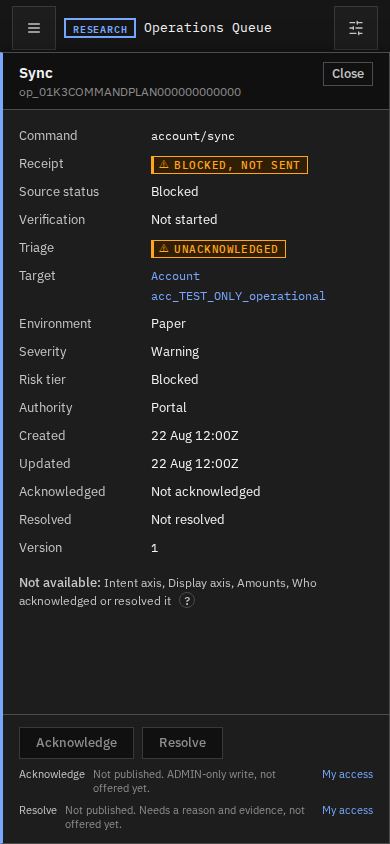 RESEARCH Operations Queue
Sync
Close
op_01K3COMMANDPLAN000000000000
Command account/sync
Receipt ⚠ BLOCKED, NOT SENT
Source status Blocked
Verification Not started
Triage ⚠ UNACKNOWLEDGED
Target Account
acc_TEST_ONLY_operational
Environment Paper
Severity Warning
Risk tier Blocked
Authority Portal
Created 22 Aug 12:00Z
Updated 22 Aug 12:00Z
Acknowledged Not acknowledged
Resolved Not resolved
Version 1
Not available: Intent axis, Display axis, Amounts, Who
acknowledged or resolved it ?
Acknowledge Resolve
Acknowledge Not published. ADMIN-only write, not My access
offered yet.
Resolve Not published. Needs a reason and evidence, not My access
offered yet.